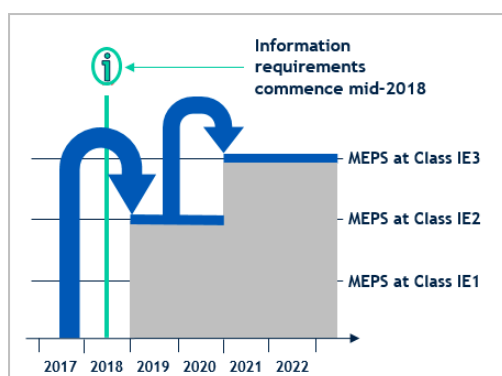 i
Information
requirements
commence mid-2018
MEPS at Class IE3
MEPS at Class IE2
MEPS at Class IE1
2017 2018 2019 2020 2021 2022